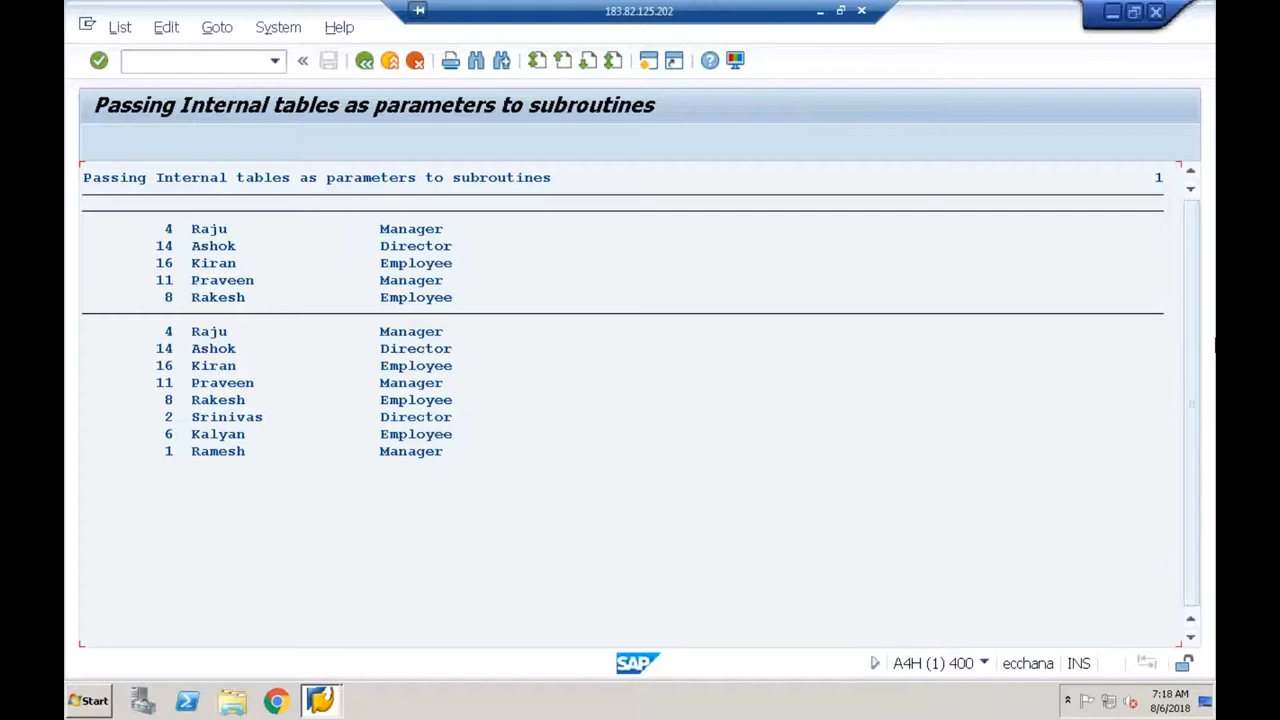 183.82.125.202
List Edit Goto System Help
Passing Internal tables as parameters to subroutines
Passing Internal tables as parameters to subroutines 1
4 Raju Manager
14 Ashok Director
16 Kiran Employee
11 Praveen Manager
8 Rakesh Employee
4 Raju Manager
14 Ashok Director
16 Kiran Employee
11 Praveen Manager
8 Rakesh Employee
2 Srinivas Director
6 Kalyan Employee
1 Ramesh Manager
SAP A4H (1) 400 ecchana INS
Start 7:18 AM
8/6/2018